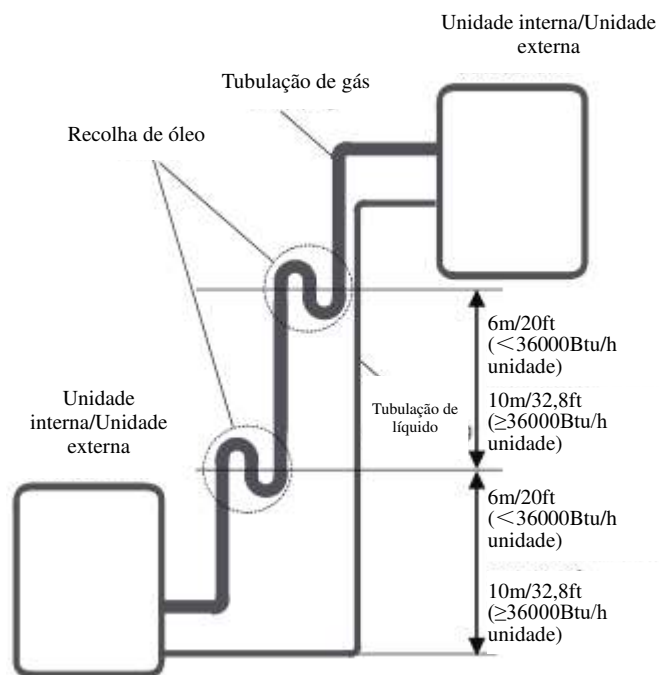 Unidade interna/Unidade
externa
Tubulação de gás
Recolha de óleo
6m/20ft
(<36000Btu/h
unidade)
Unidade
interna/Unidade
externa
Tubulação de
líquido
10m/32,8ft
(≥36000Btu/h
unidade)
6m/20ft
(<36000Btu/h
unidade)
10m/32,8ft
(≥36000Btu/h
unidade)